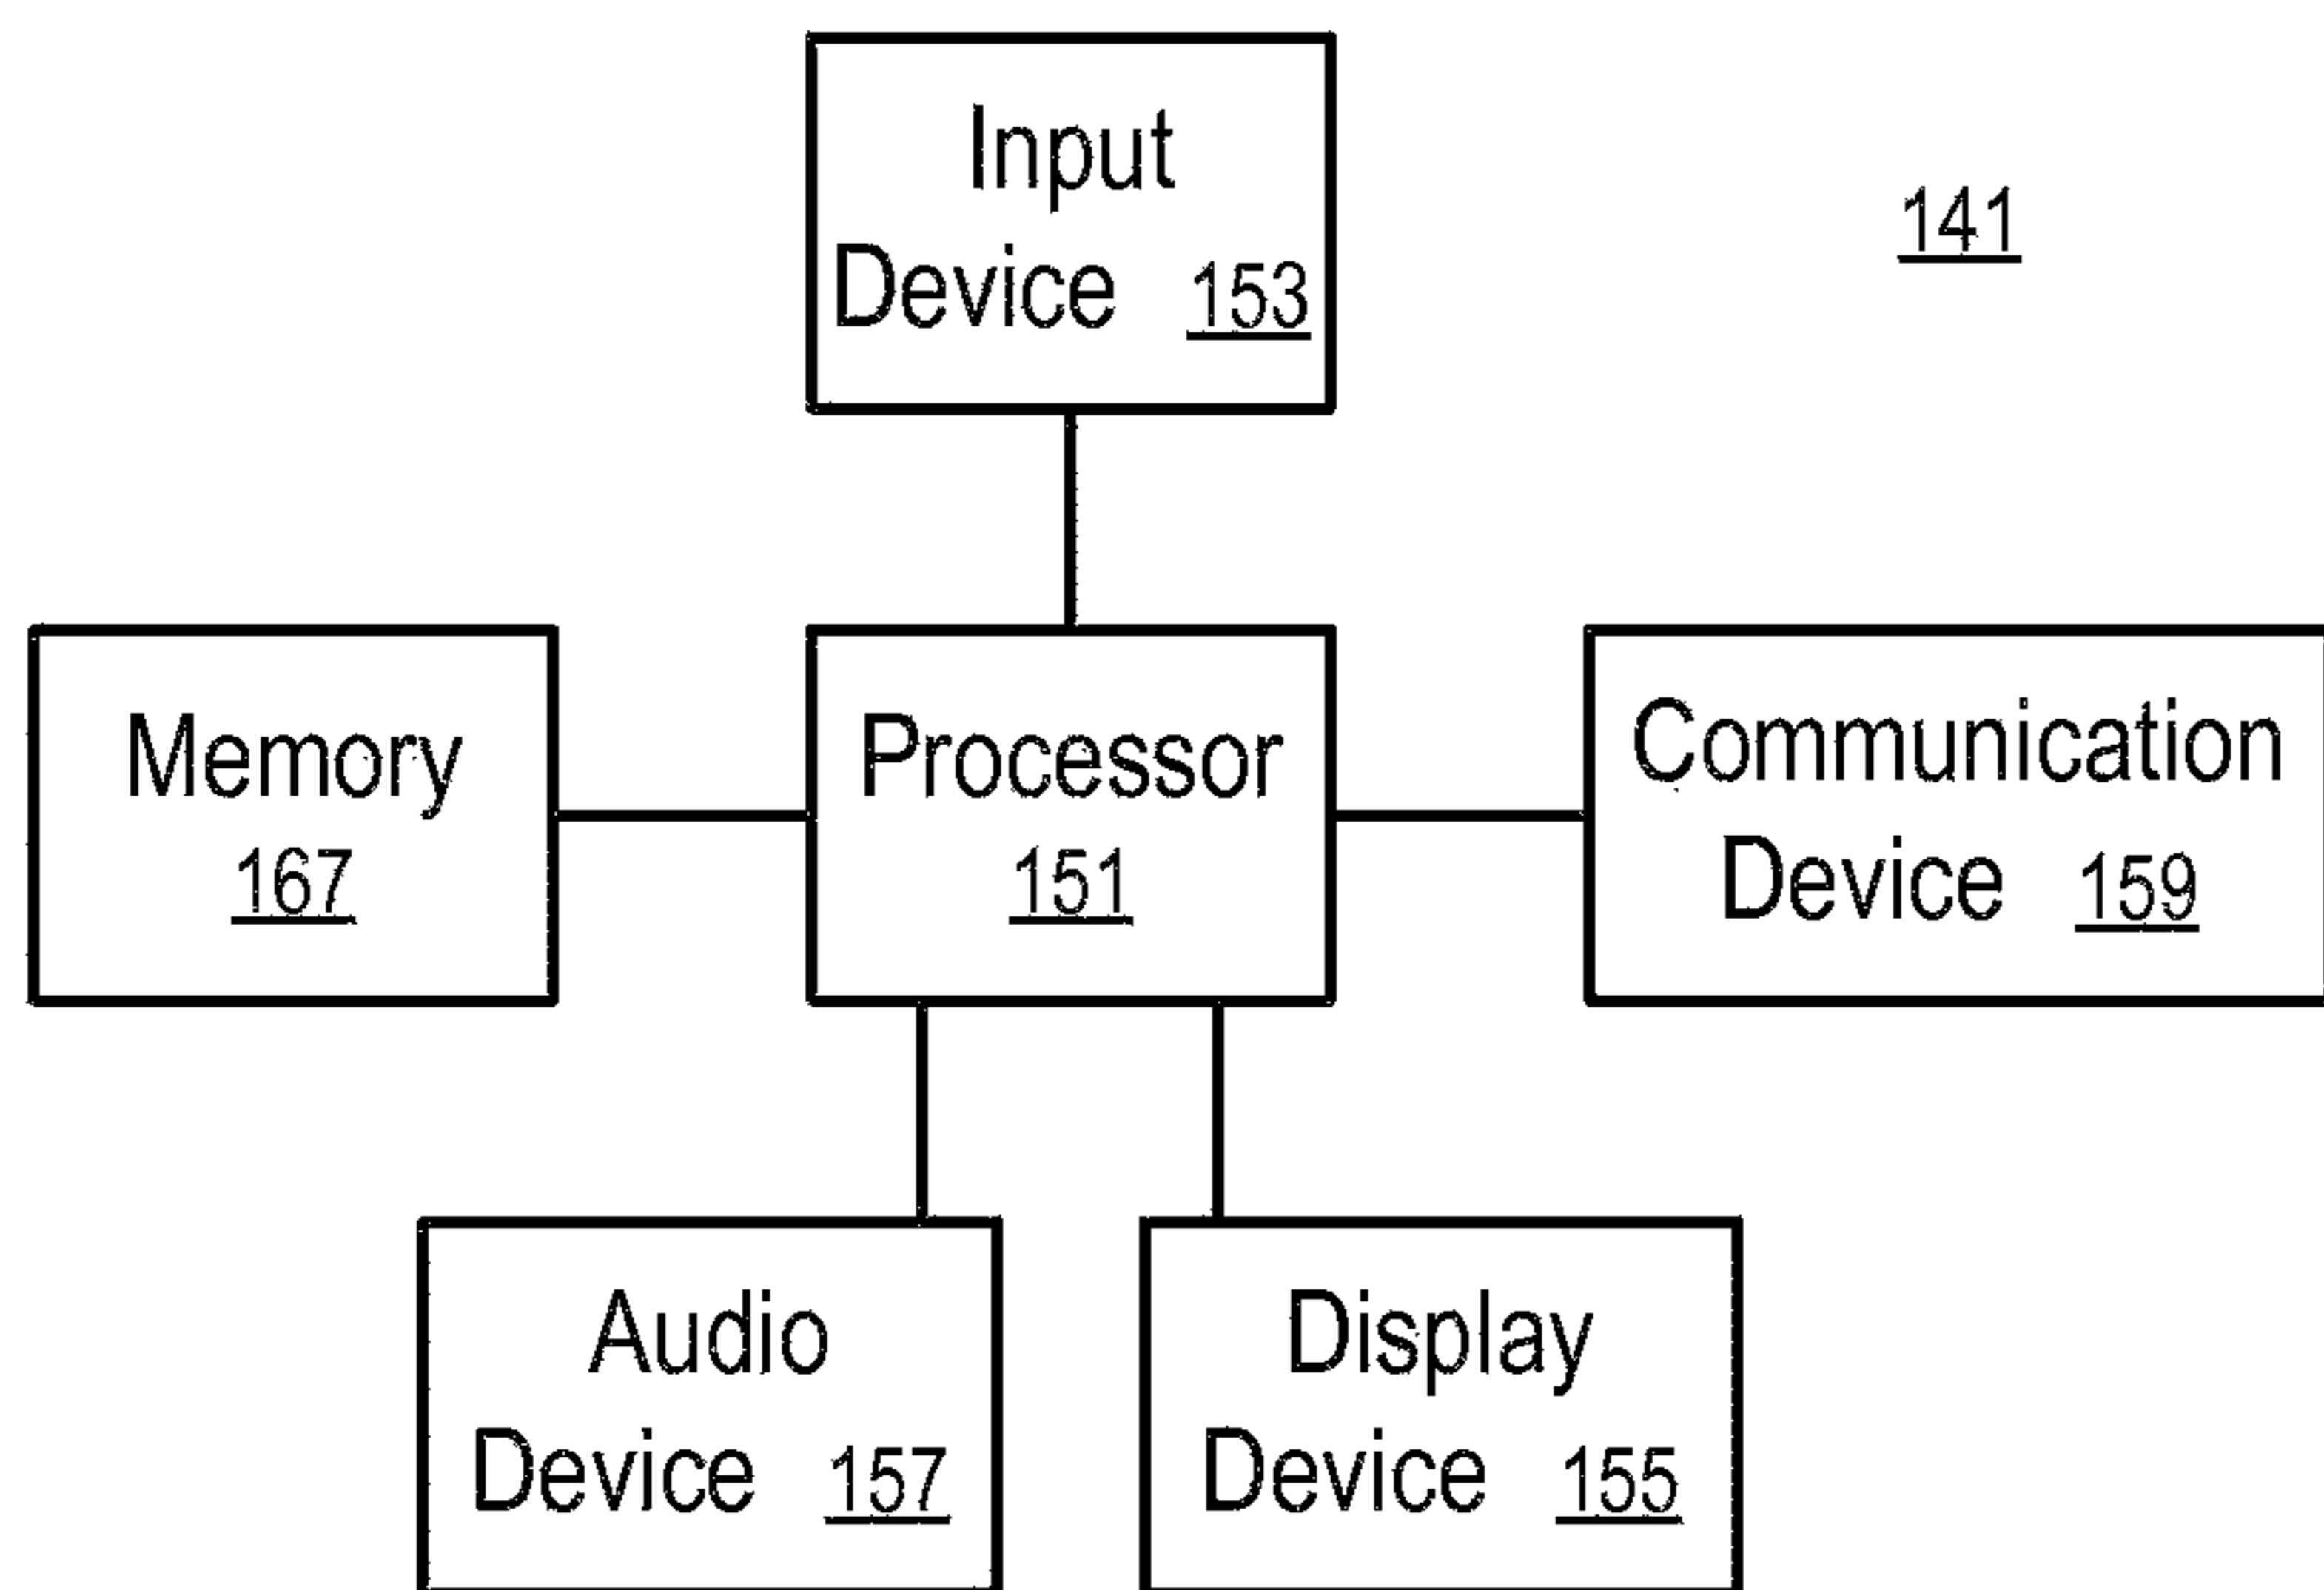 Input
Device 153
141
Memory
167
Processor
151
Communication
Device 159
Audio
Device 157
Display
Device 155